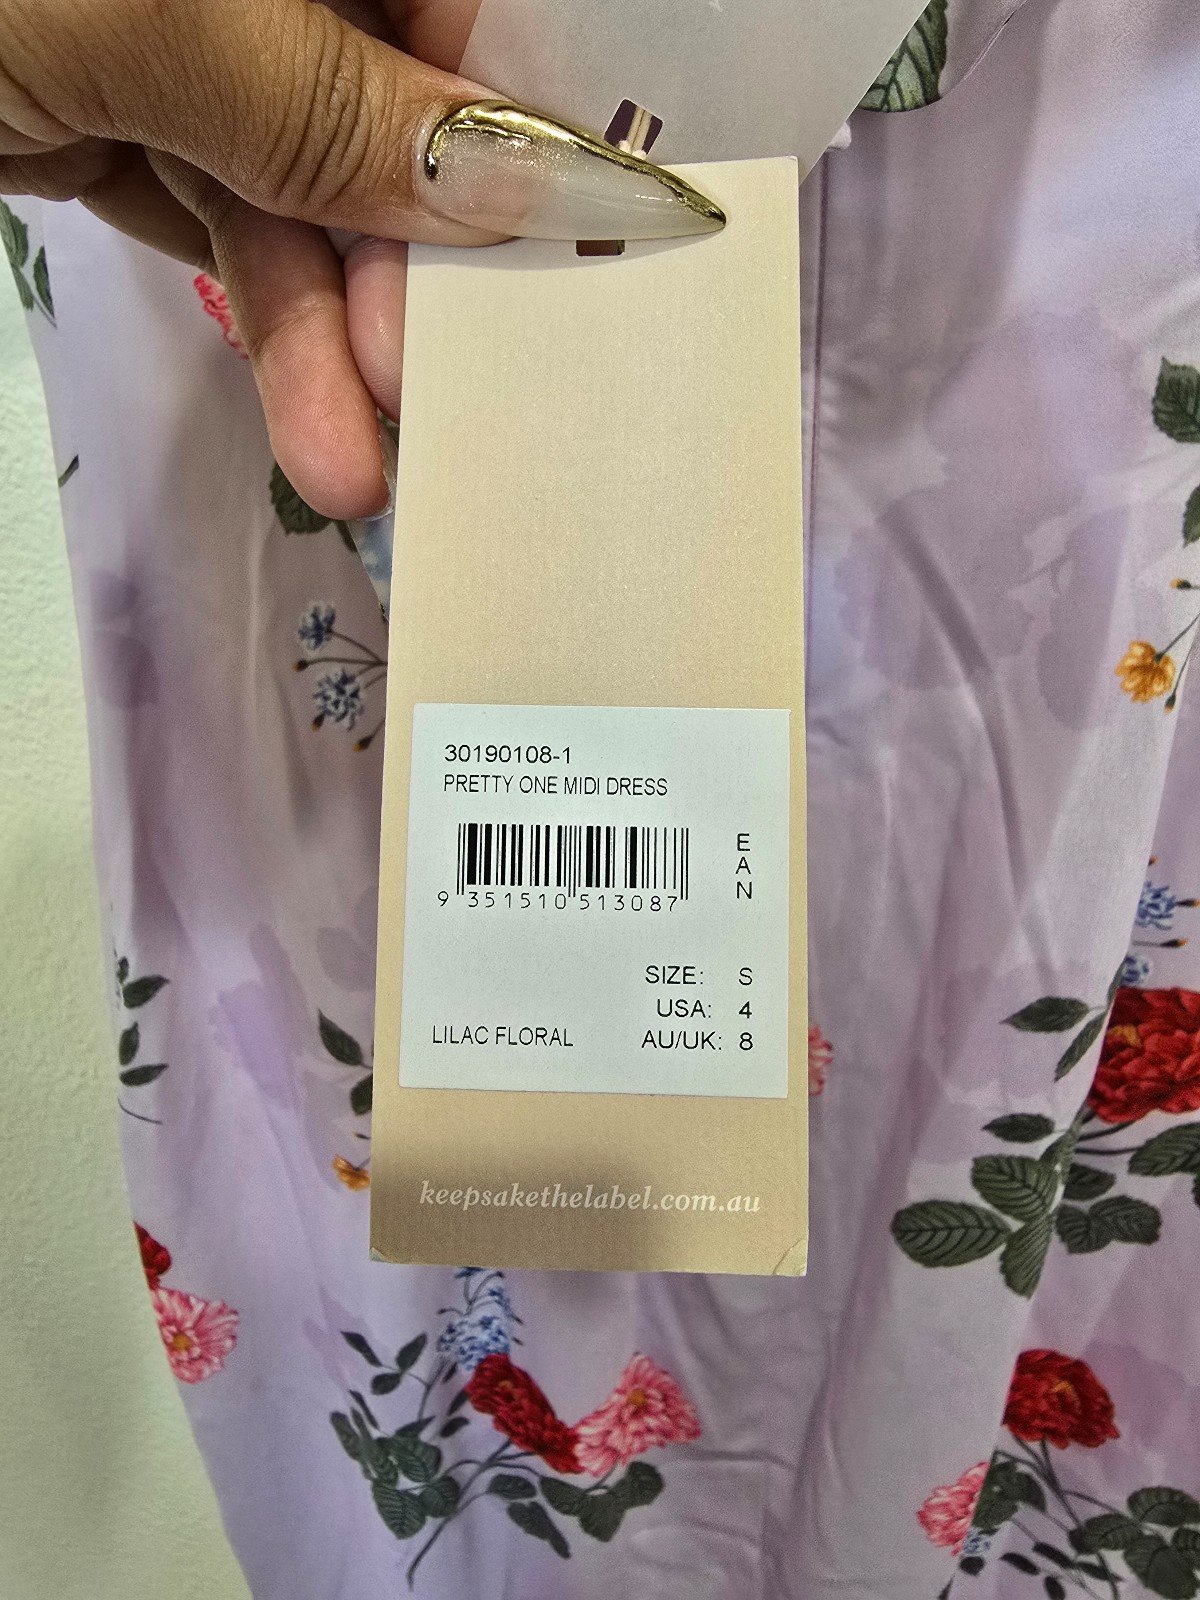 30190108-1
PRETTY ONE MIDI DRESS
E
A
N
9 351510 513087
SIZE: S
USA: 4
LILAC FLORAL AU/UK: 8
keepsakethelabel.com.au